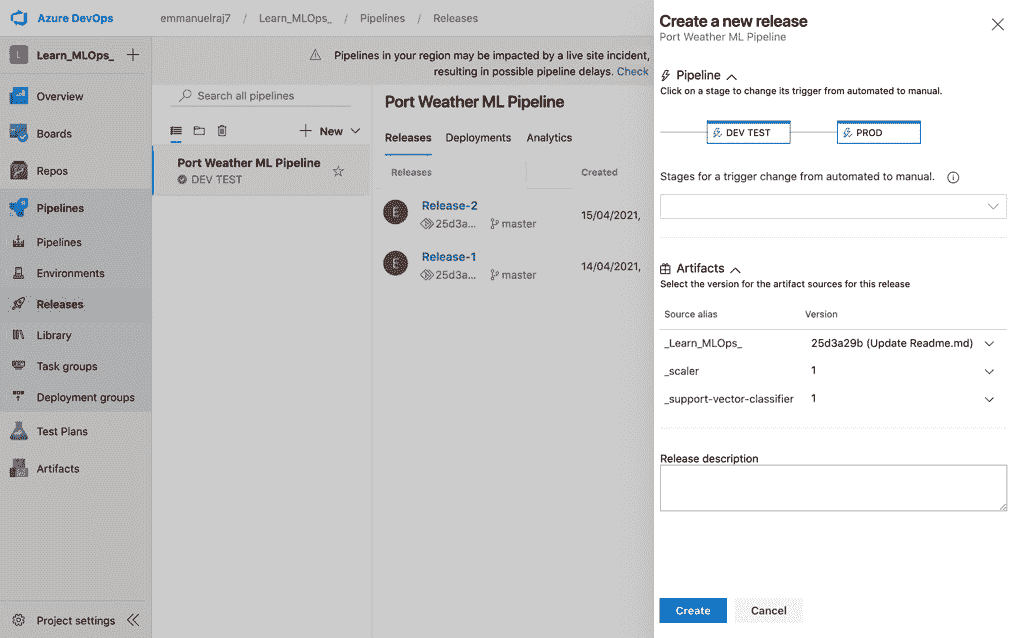 Azure DevOps
emmanuelraj7 / Learn_MLOps_ / Pipelines / Releases
L Learn_MLOps_
Overview
Boards
Repos
Pipelines
Pipelines
Environments
Releases
Library
Task groups
Deployment groups
Test Plans
Artifacts
Project settings
Pipelines in your region may be impacted by a live site incident,
resulting in possible pipeline delays. Check
Search all pipelines
New
Port Weather ML Pipeline
DEV TEST
Port Weather ML Pipeline
Releases Deployments Analytics
Releases Created
E Release-2 15/04/2021,
25d3a... master
E Release-1 14/04/2021,
25d3a... master
Create a new release
Port Weather ML Pipeline
Pipeline
Click on a stage to change its trigger from automated to manual.
DEV TEST PROD
Stages for a trigger change from automated to manual.
Artifacts
Select the version for the artifact sources for this release
Source alias Version
_Learn_MLOps_ 25d3a29b (Update Readme.md)
_scaler 1
_support-vector-classifier 1
Release description
Create Cancel